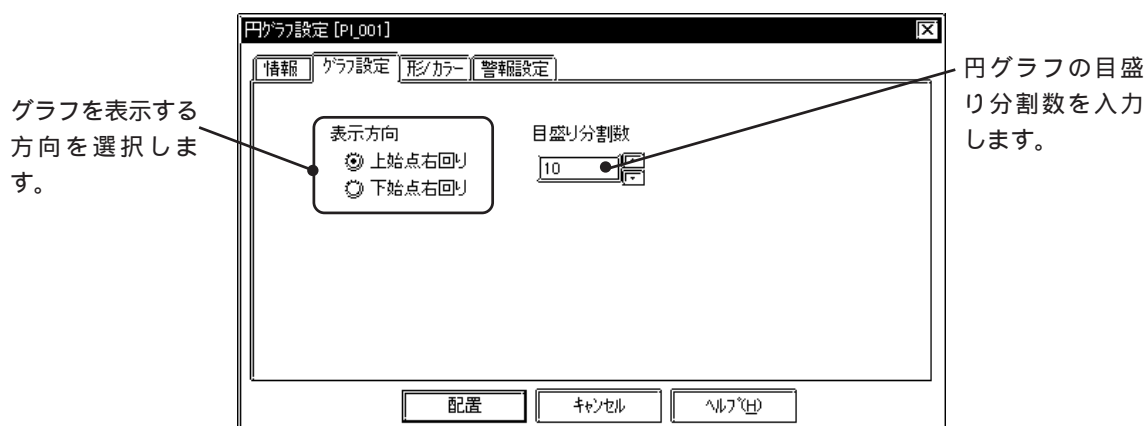 円ｸﾞﾗﾌ設定 [PI_001]
情報 ｸﾞﾗﾌ設定 形/ｶﾗｰ 警報設定
グラフを表示する
方向を選択しま
す。
表示方向
上始点右回り
下始点右回り
目盛り分割数
10
円グラフの目盛
り分割数を入力
します。
配置 ｷｬﾝｾﾙ ﾍﾙﾌﾟ(H)